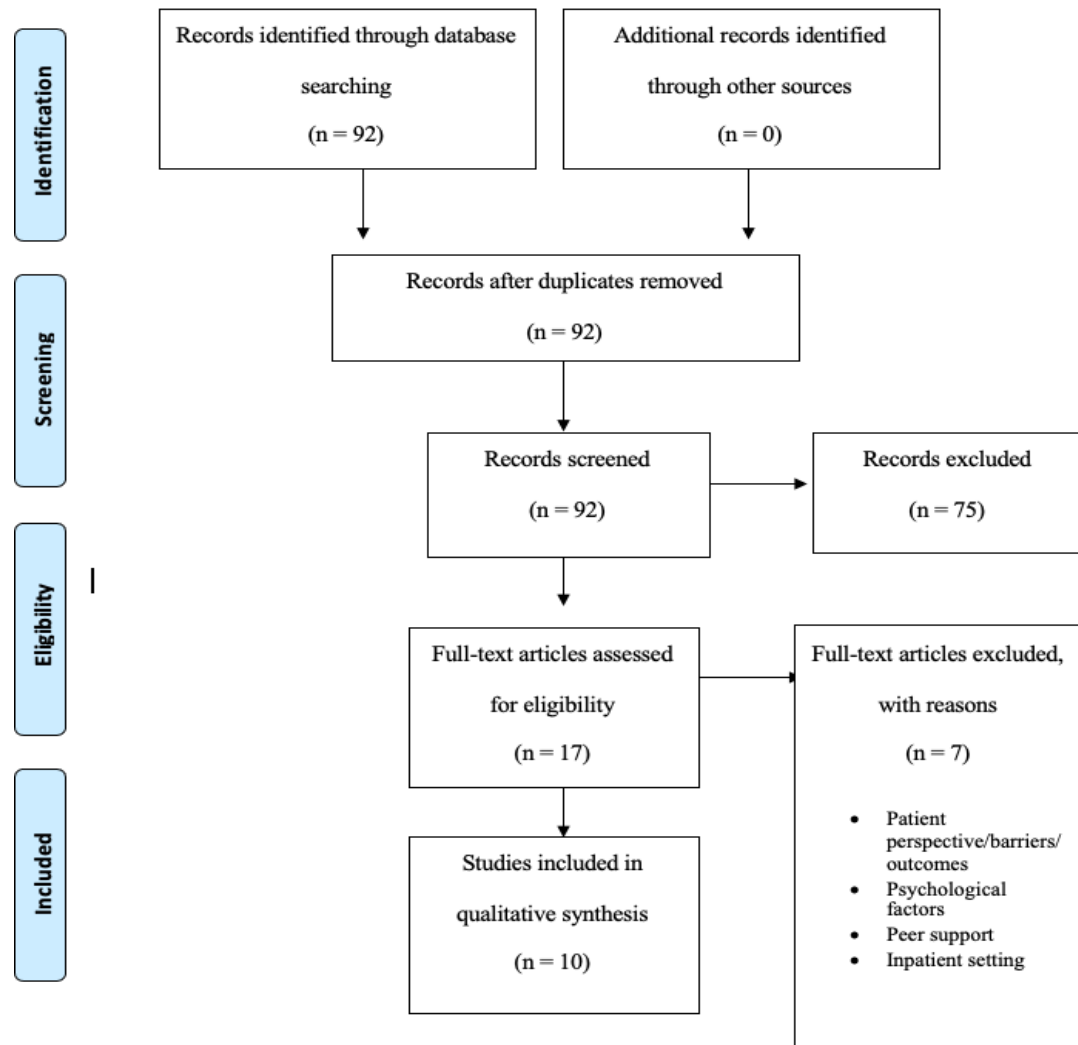 Identification
Records identified through database
searching
(n = 92)
Additional records identified
through other sources
(n = 0)
Screening
Records after duplicates removed
(n = 92)
Records screened
(n = 92)
Records excluded
(n = 75)
Eligibility
Full-text articles assessed
for eligibility
(n = 17)
Full-text articles excluded,
with reasons
(n = 7)
• Patient
perspective/barriers/
outcomes
• Psychological
factors
• Peer support
• Inpatient setting
Included
Studies included in
qualitative synthesis
(n = 10)